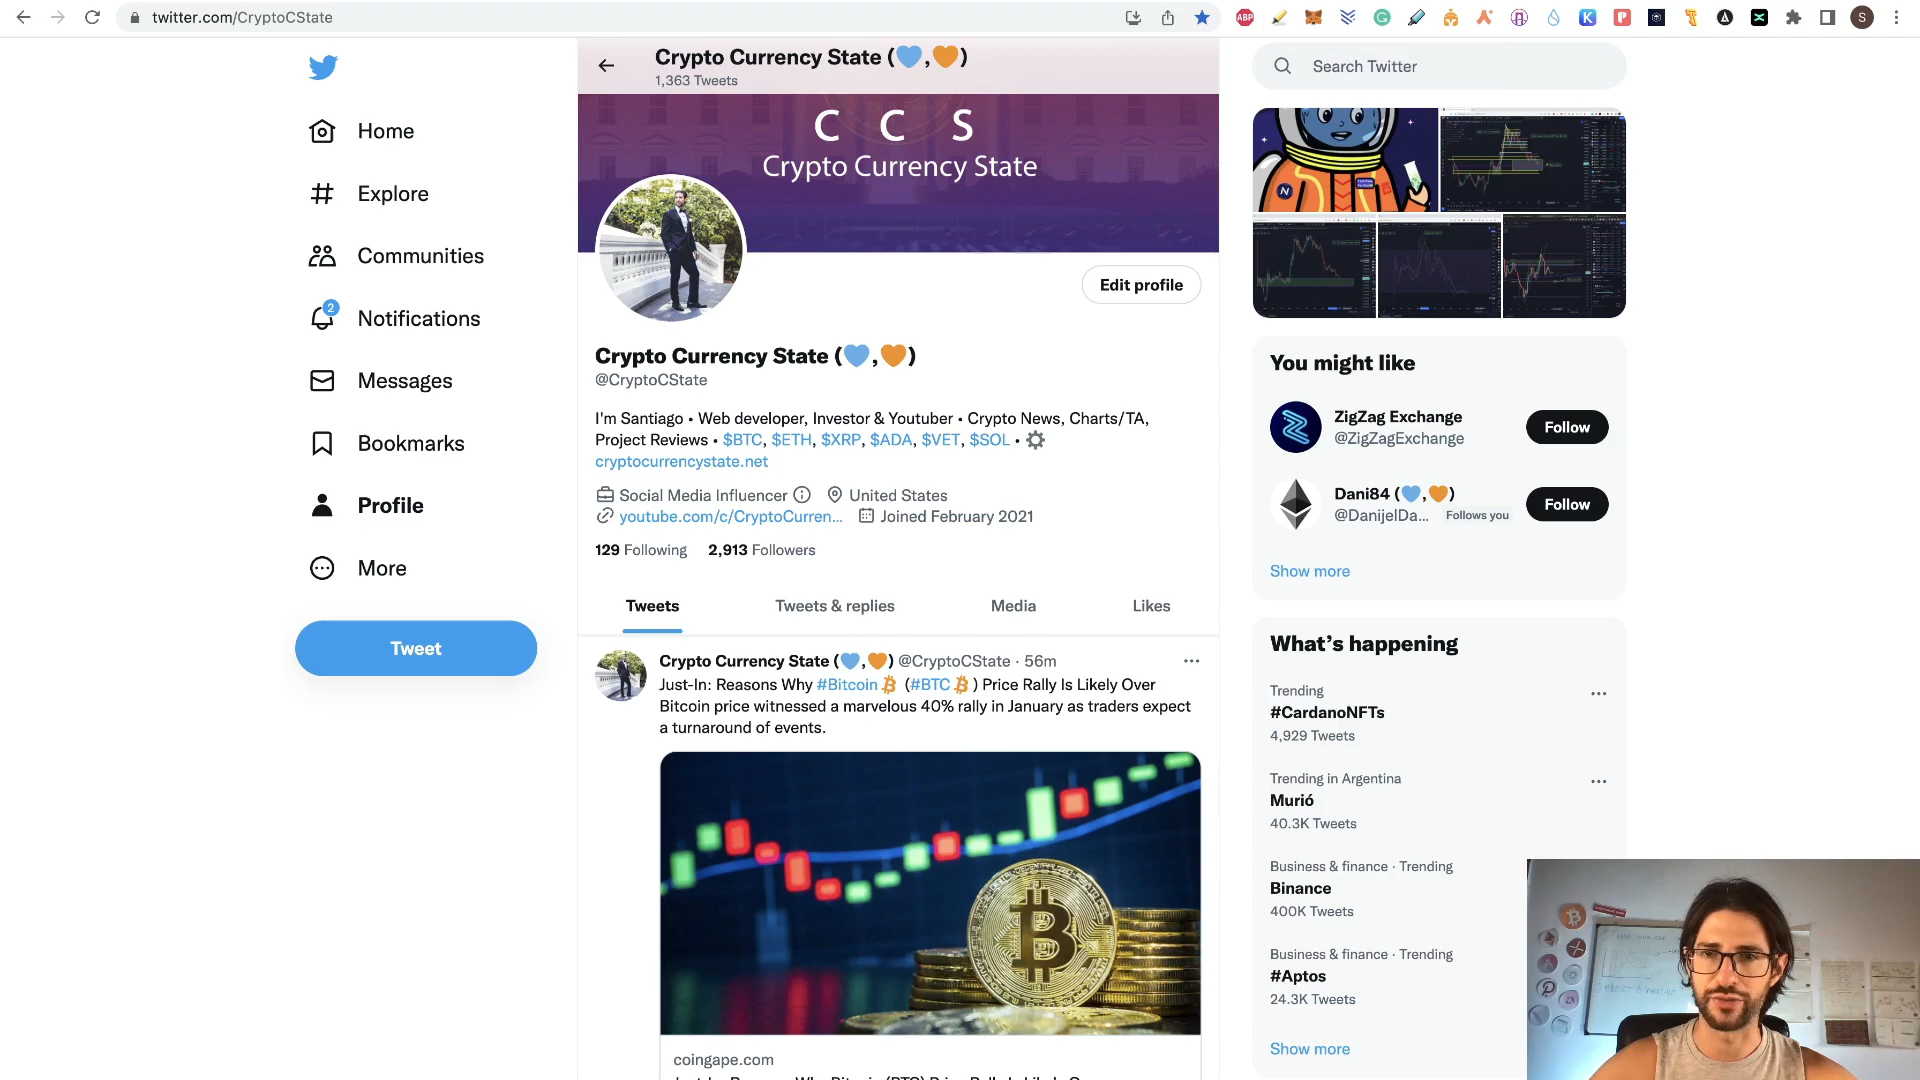 twitter.com/CryptoCState
ABP
S
Crypto Currency State (💙,🧡)
1,363 Tweets
C C S
Crypto Currency State
Home
Explore
Communities
2
Notifications
Messages
Bookmarks
Profile
More
Tweet
Edit profile
Crypto Currency State (💙,🧡)
@CryptoCState
I'm Santiago • Web developer, Investor & Youtuber • Crypto News, Charts/TA,
Project Reviews • $BTC, $ETH, $XRP, $ADA, $VET, $SOL • ⚙
cryptocurrencystate.net
Social Media Influencer United States
youtube.com/c/CryptoCurren... Joined February 2021
129 Following 2,913 Followers
Tweets Tweets & replies Media Likes
Crypto Currency State (💙,🧡) @CryptoCState · 56m
Just-In: Reasons Why #Bitcoin (#BTC ) Price Rally Is Likely Over
Bitcoin price witnessed a marvelous 40% rally in January as traders expect
a turnaround of events.
coingape.com
Search Twitter
You might like
ZigZag Exchange
@ZigZagExchange
Follow
Dani84 (💙,🧡)
@DanijelDa... Follows you
Follow
Show more
What's happening
Trending
#CardanoNFTs
4,929 Tweets
Trending in Argentina
Murió
40.3K Tweets
Business & finance · Trending
Binance
400K Tweets
Business & finance · Trending
#Aptos
24.3K Tweets
Show more